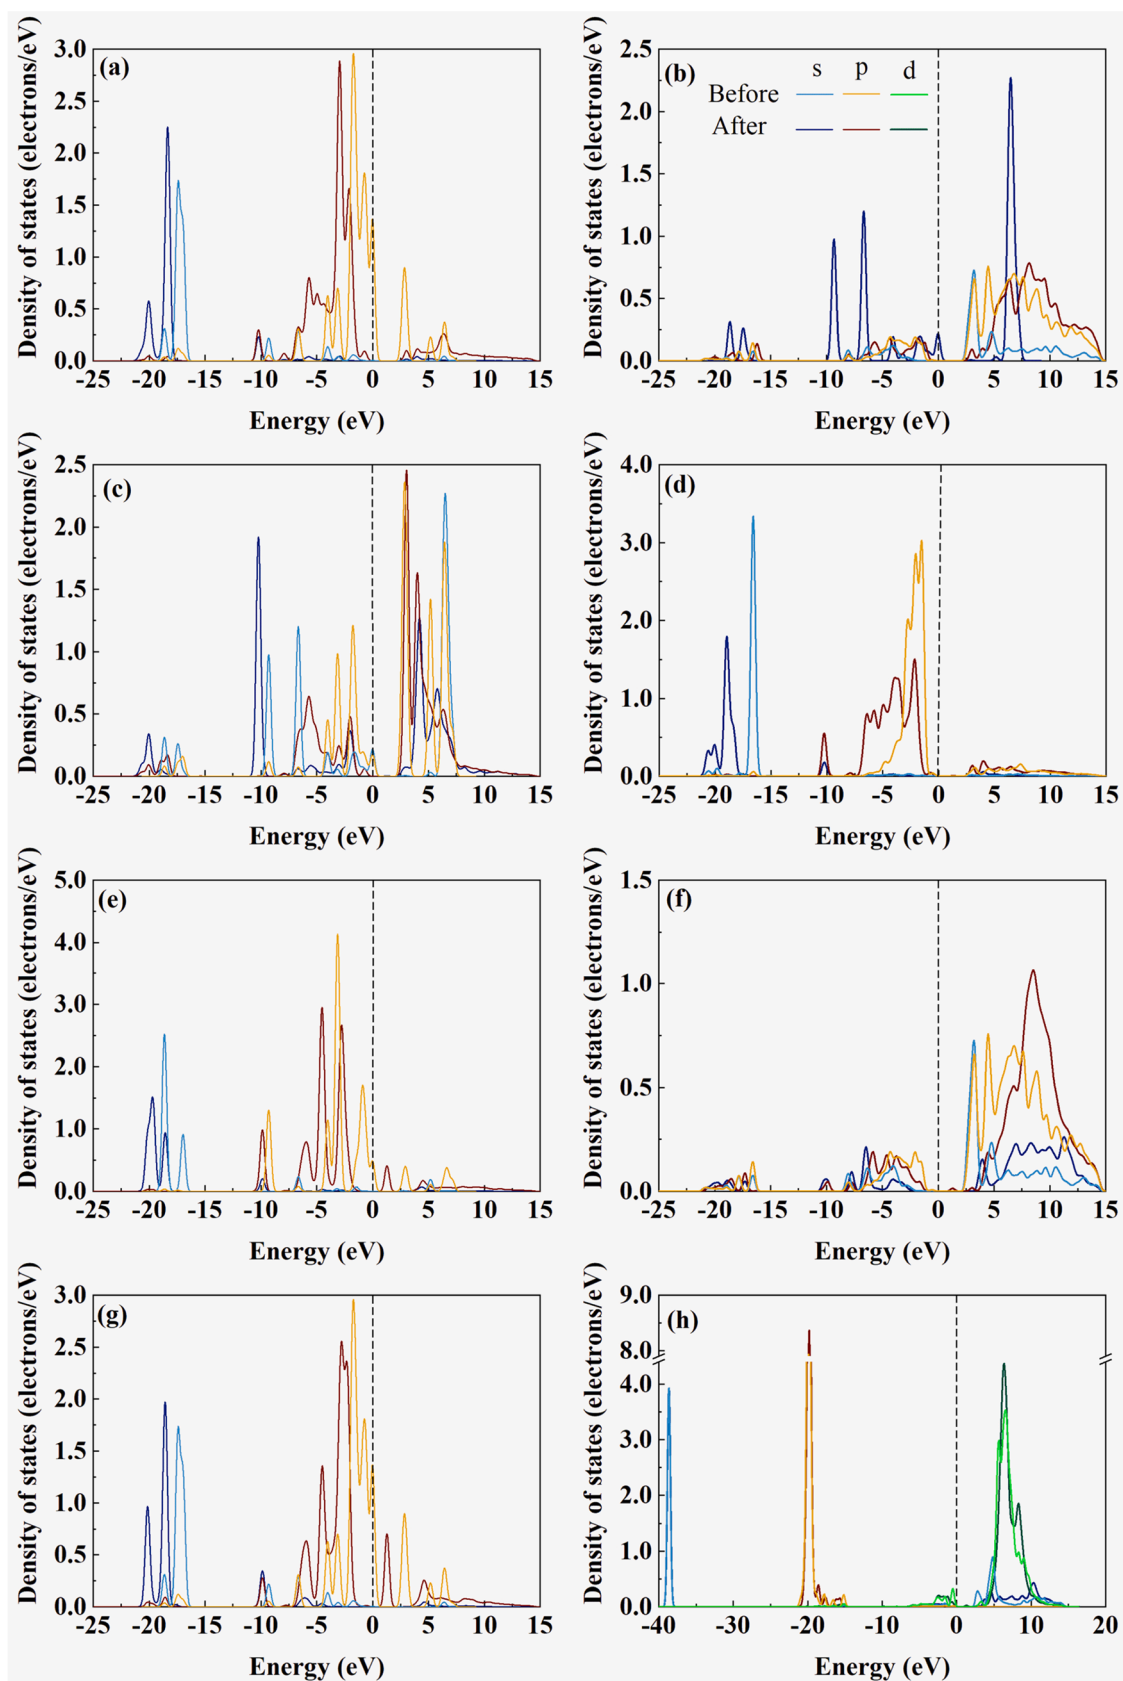 (a)
Density of states (electrons/eV)
3.0
2.5
2.0
1.5
1.0
0.5
0.0
-25 -20 -15 -10 -5 0 5 10 15
Energy (eV)
(b)
s p d
Before
After
Density of states (electrons/eV)
2.5
2.0
1.5
1.0
0.5
0.0
-25 -20 -15 -10 -5 0 5 10 15
Energy (eV)
(c)
Density of states (electrons/eV)
2.5
2.0
1.5
1.0
0.5
0.0
-25 -20 -15 -10 -5 0 5 10 15
Energy (eV)
(d)
Density of states (electrons/eV)
4.0
3.0
2.0
1.0
0.0
-25 -20 -15 -10 -5 0 5 10 15
Energy (eV)
(e)
Density of states (electrons/eV)
5.0
4.0
3.0
2.0
1.0
0.0
-25 -20 -15 -10 -5 0 5 10 15
Energy (eV)
(f)
Density of states (electrons/eV)
1.5
1.0
0.5
0.0
-25 -20 -15 -10 -5 0 5 10 15
Energy (eV)
(g)
Density of states (electrons/eV)
3.0
2.5
2.0
1.5
1.0
0.5
0.0
-25 -20 -15 -10 -5 0 5 10 15
Energy (eV)
(h)
Density of states (electrons/eV)
9.0
8.0
4.0
3.0
2.0
1.0
0.0
-40 -30 -20 -10 0 10 20
Energy (eV)